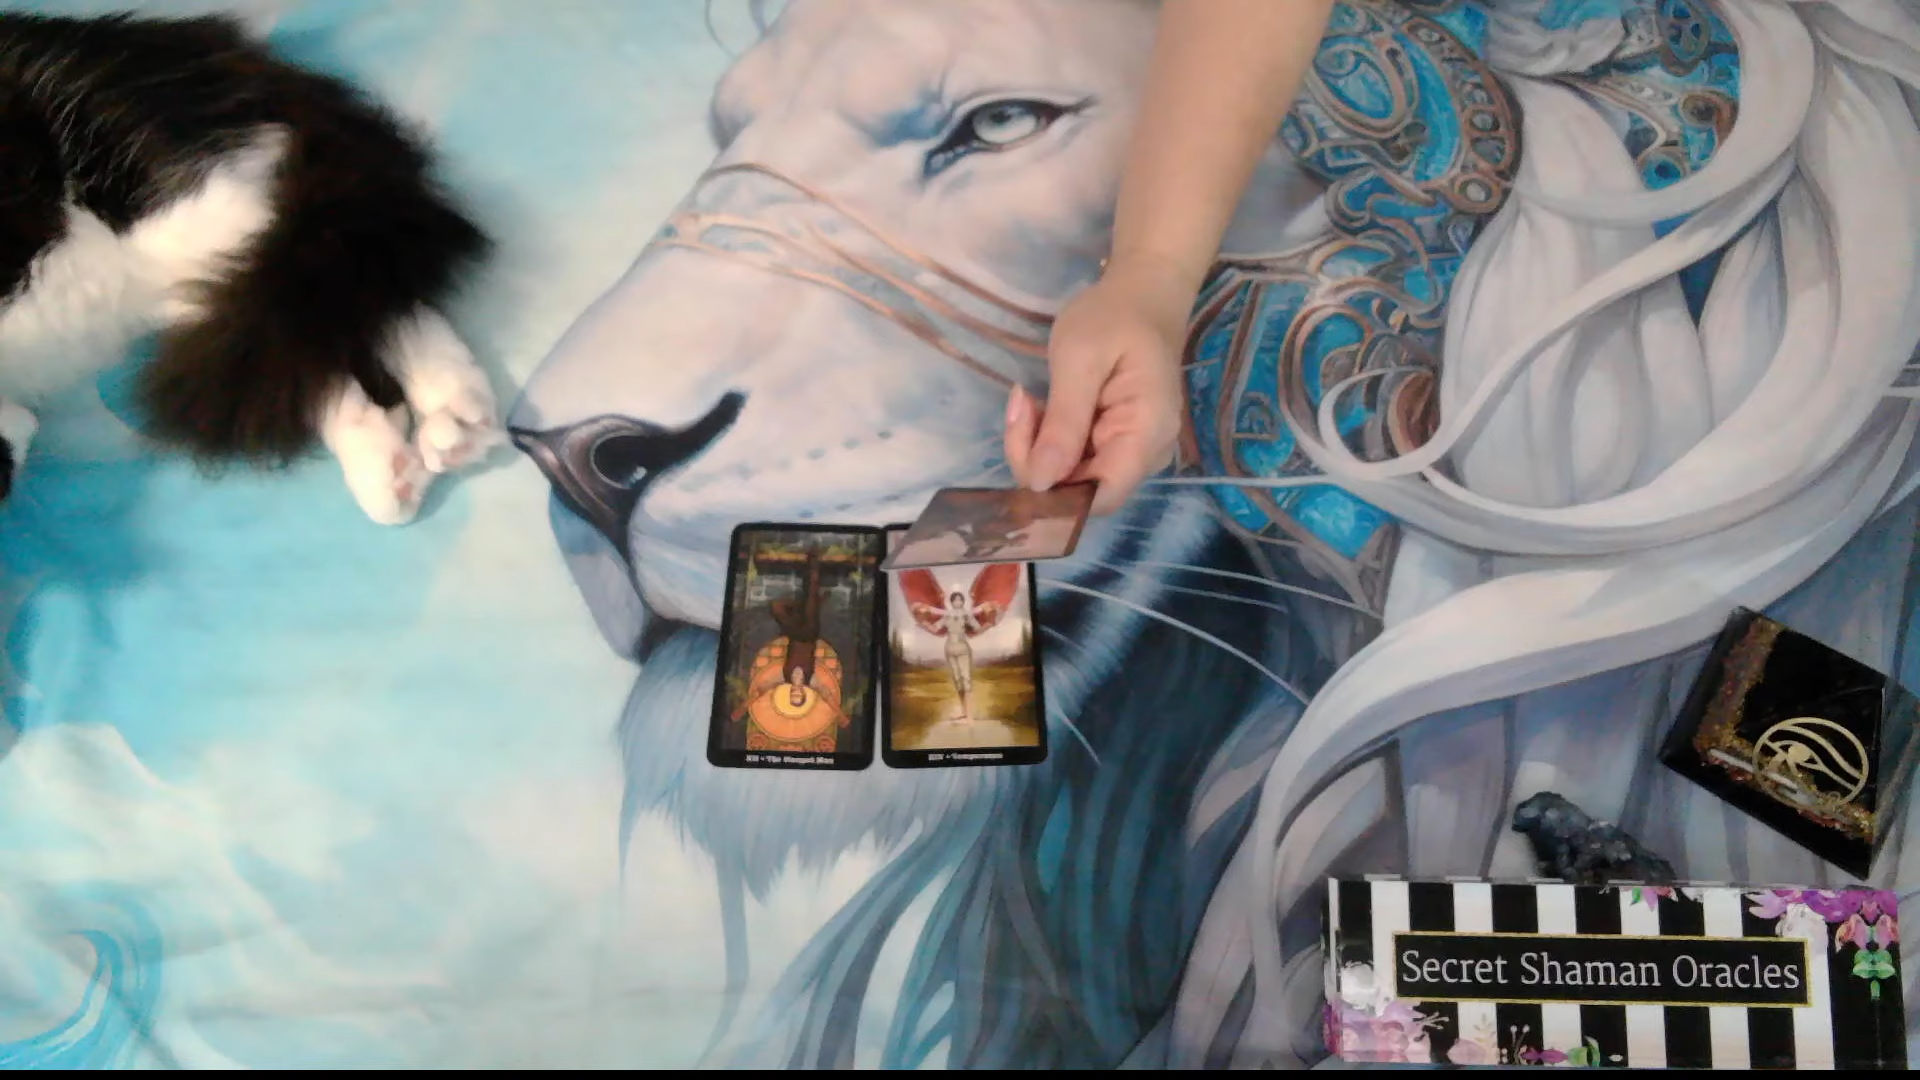 XII • The Hanged Man
XIV • Temperance
Secret Shaman Oracles